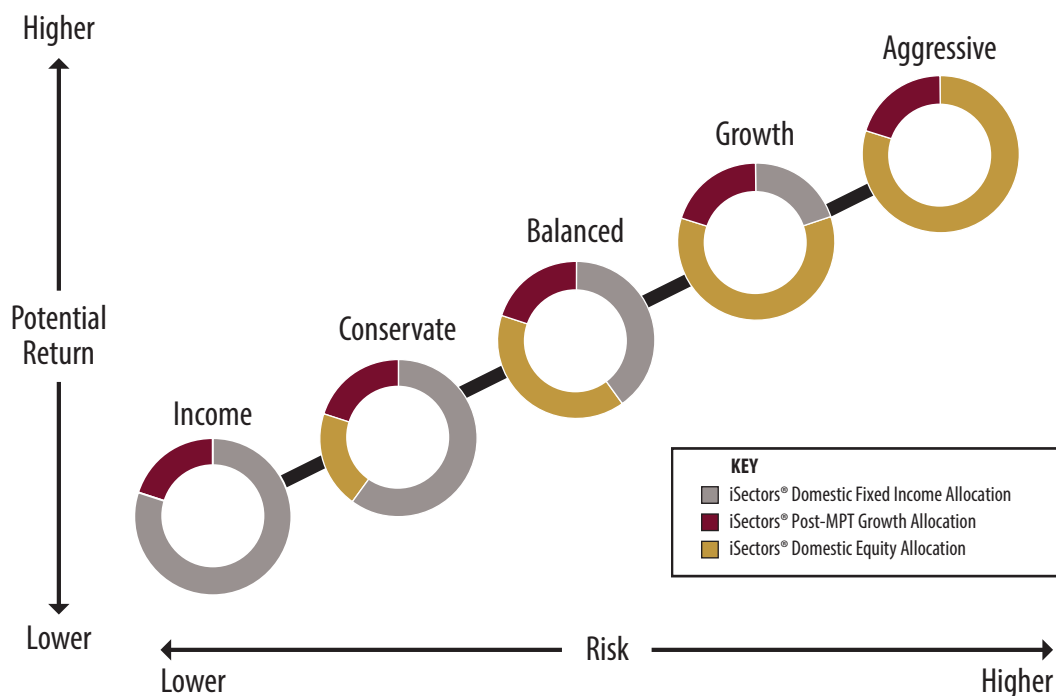 Higher
Aggressive
Growth
Balanced
Potential
Return
Conservate
Income
KEY
iSectors® Domestic Fixed Income Allocation
iSectors® Post-MPT Growth Allocation
iSectors® Domestic Equity Allocation
Lower
Risk
Lower
Higher